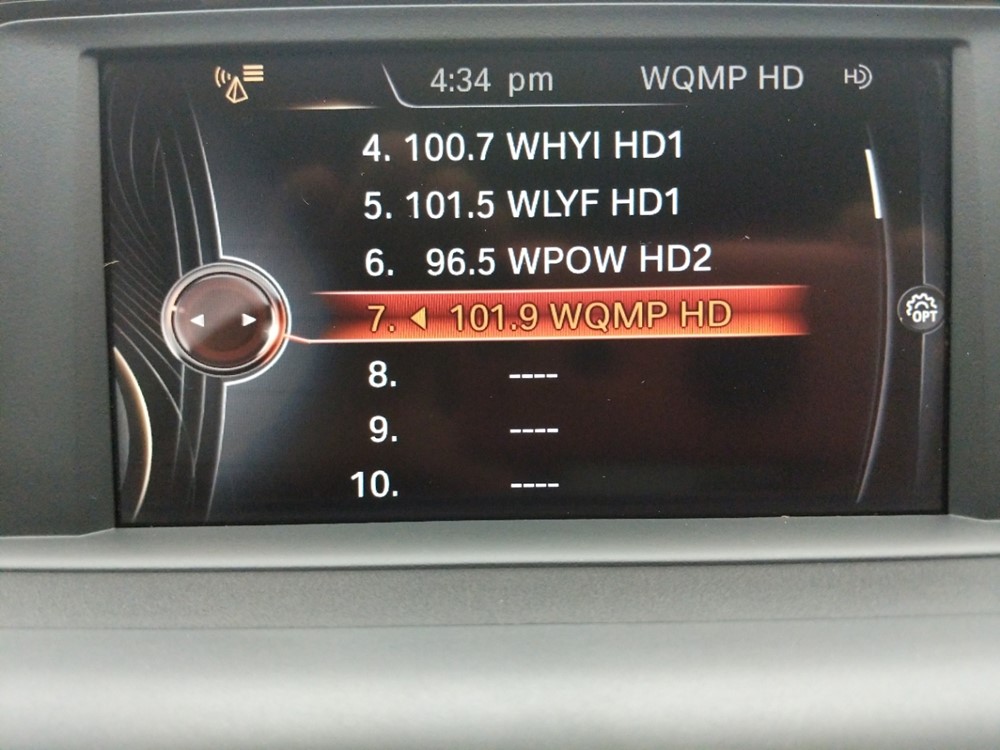 4:34 pm WQMP HD HD
4. 100.7 WHYI HD1
5. 101.5 WLYF HD1
6. 96.5 WPOW HD2
7. 101.9 WQMP HD
OPT
8. ----
9. ----
10. ----